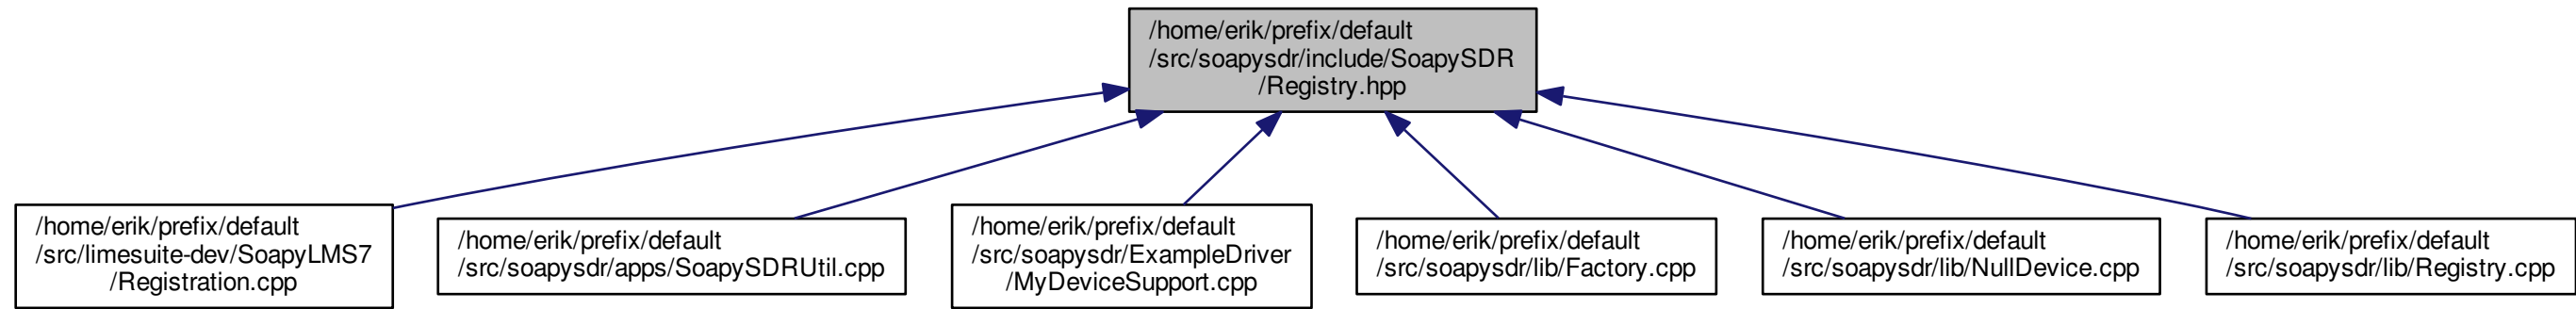 /home/erik/prefix/default
/src/soapysdr/include/SoapySDR
/Registry.hpp
/home/erik/prefix/default
/src/limesuite-dev/SoapyLMS7
/Registration.cpp
/home/erik/prefix/default
/src/soapysdr/apps/SoapySDRUtil.cpp
/home/erik/prefix/default
/src/soapysdr/ExampleDriver
/MyDeviceSupport.cpp
/home/erik/prefix/default
/src/soapysdr/lib/Factory.cpp
/home/erik/prefix/default
/src/soapysdr/lib/NullDevice.cpp
/home/erik/prefix/default
/src/soapysdr/lib/Registry.cpp